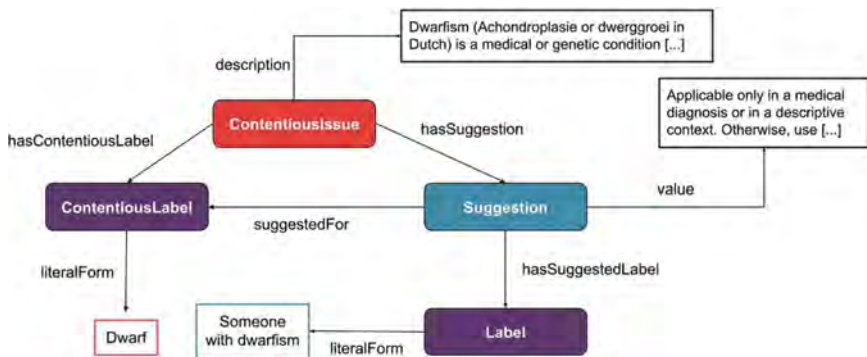 Dwarfism (Achondroplasie or dwerggroei in
Dutch) is a medical or genetic condition [...]
description
Applicable only in a medical
diagnosis or in a descriptive
context. Otherwise, use [...]
ContentiousIssue
hasContentiousLabel
hasSuggestion
ContentiousLabel
Suggestion
value
suggestedFor
literalForm
hasSuggestedLabel
Dwarf
Someone
with dwarfism
Label
literalForm